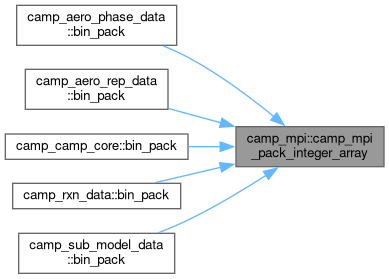 camp_aero_phase_data
::bin_pack
camp_aero_rep_data
::bin_pack
camp_camp_core::bin_pack
camp_rxn_data::bin_pack
camp_sub_model_data
::bin_pack
camp_mpi::camp_mpi
_pack_integer_array